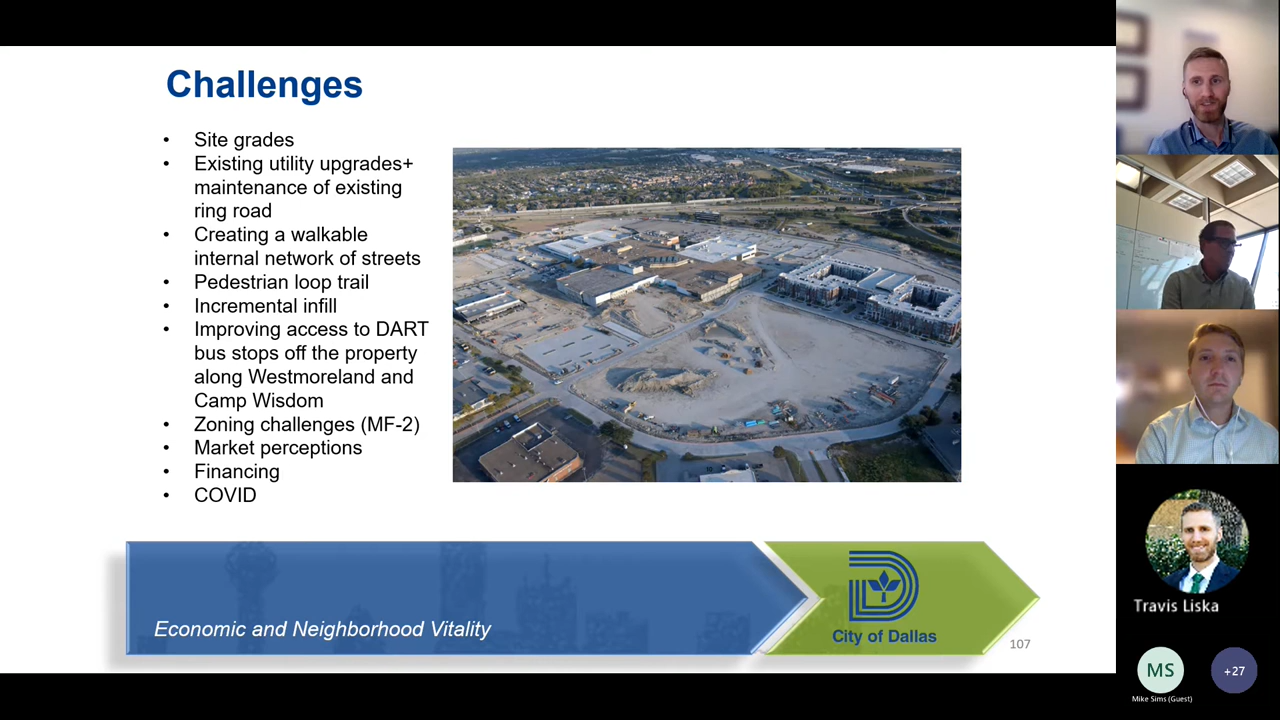 Challenges
• Site grades
• Existing utility upgrades+
maintenance of existing
ring road
• Creating a walkable
internal network of streets
• Pedestrian loop trail
• Incremental infill
• Improving access to DART
bus stops off the property
along Westmoreland and
Camp Wisdom
• Zoning challenges (MF-2)
• Market perceptions
• Financing
• COVID
Economic and Neighborhood Vitality
City of Dallas
107
Travis Liska
MS
Mike Sims (Guest)
+27